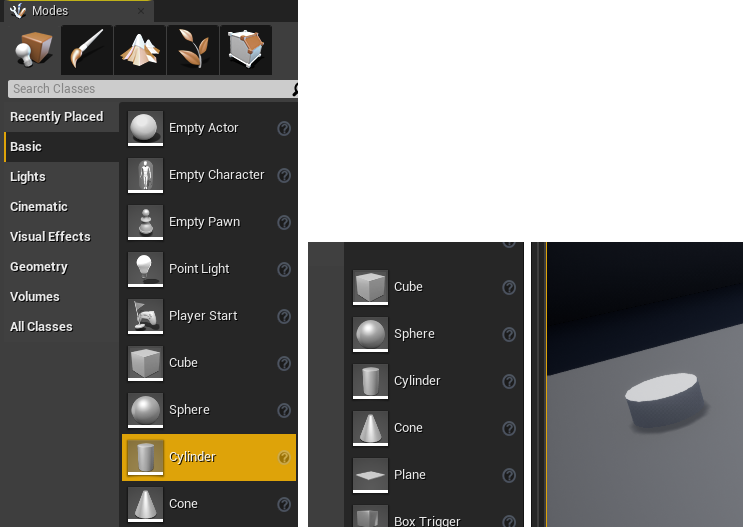 Modes
Search Classes
Recently Placed
Basic
Lights
Cinematic
Visual Effects
Geometry
Volumes
All Classes
Empty Actor
Empty Character
Empty Pawn
Point Light
Player Start
Cube
Sphere
Cylinder
Cone
Cube
Sphere
Cylinder
Cone
Plane
Box Trigger